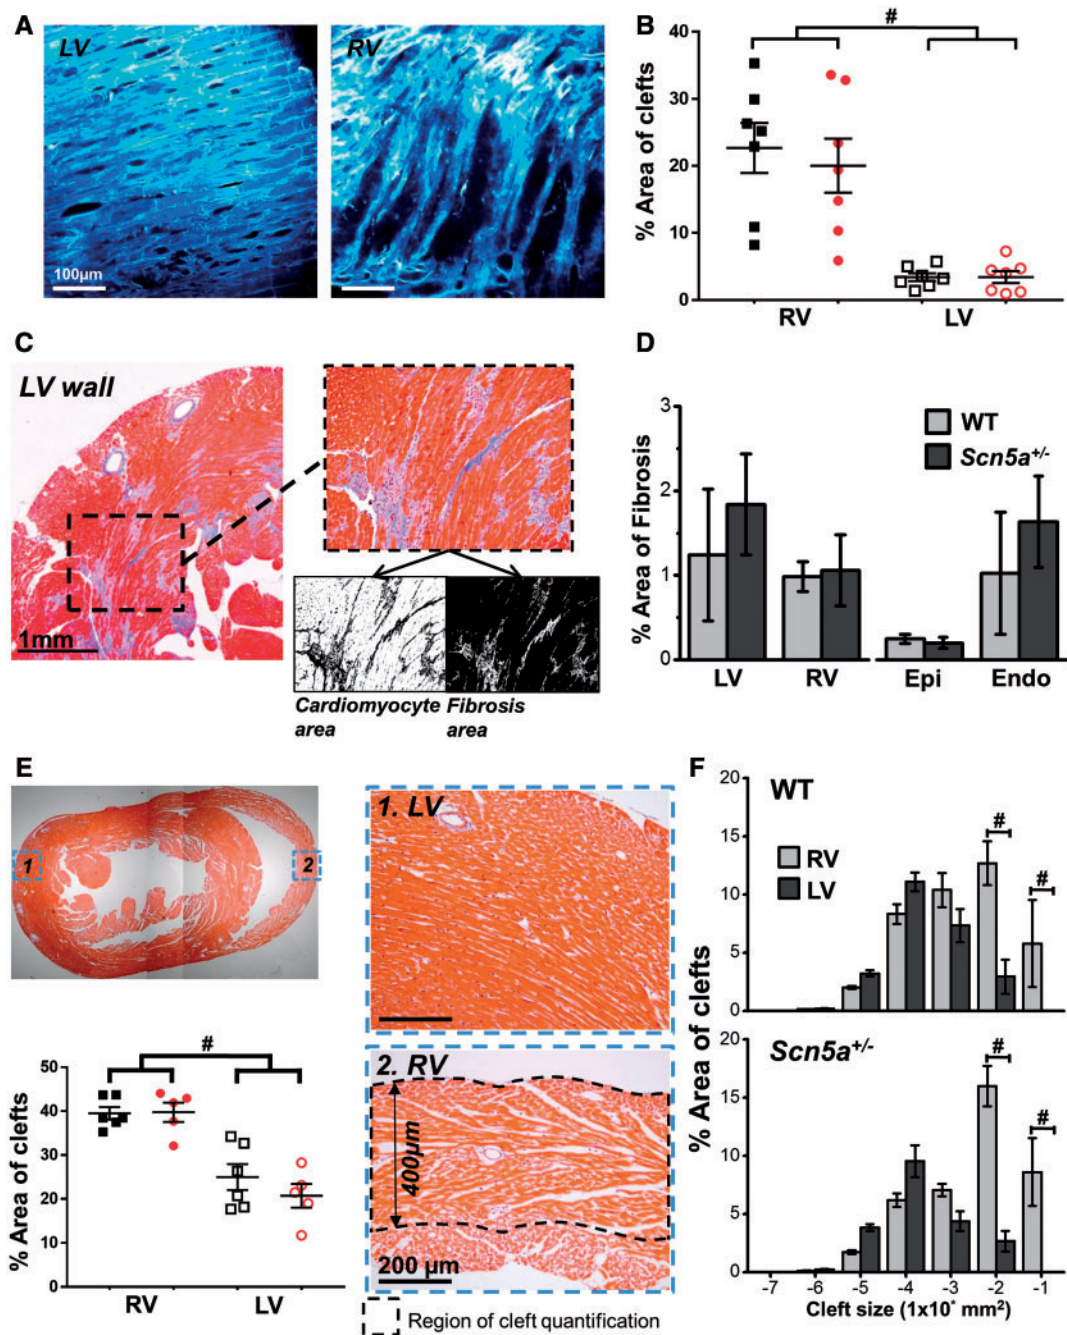 A
LV
100µm
RV
B
#
% Area of clefts
40
30
20
10
0
RV
LV
C
LV wall
1mm
Cardiomyocyte area
Fibrosis area
D
% Area of Fibrosis
3
2
1
0
WT
Scn5a+/-
LV
RV
Epi
Endo
E
1
2
#
% Area of clefts
50
40
30
20
10
0
RV
LV
1. LV
2. RV
400µm
200 µm
Region of cleft quantification
F
WT
% Area of clefts
20
15
10
5
0
RV
LV
#
#
Scn5a+/-
20
15
10
5
0
#
#
-7 -6 -5 -4 -3 -2 -1
Cleft size (1x10* mm²)